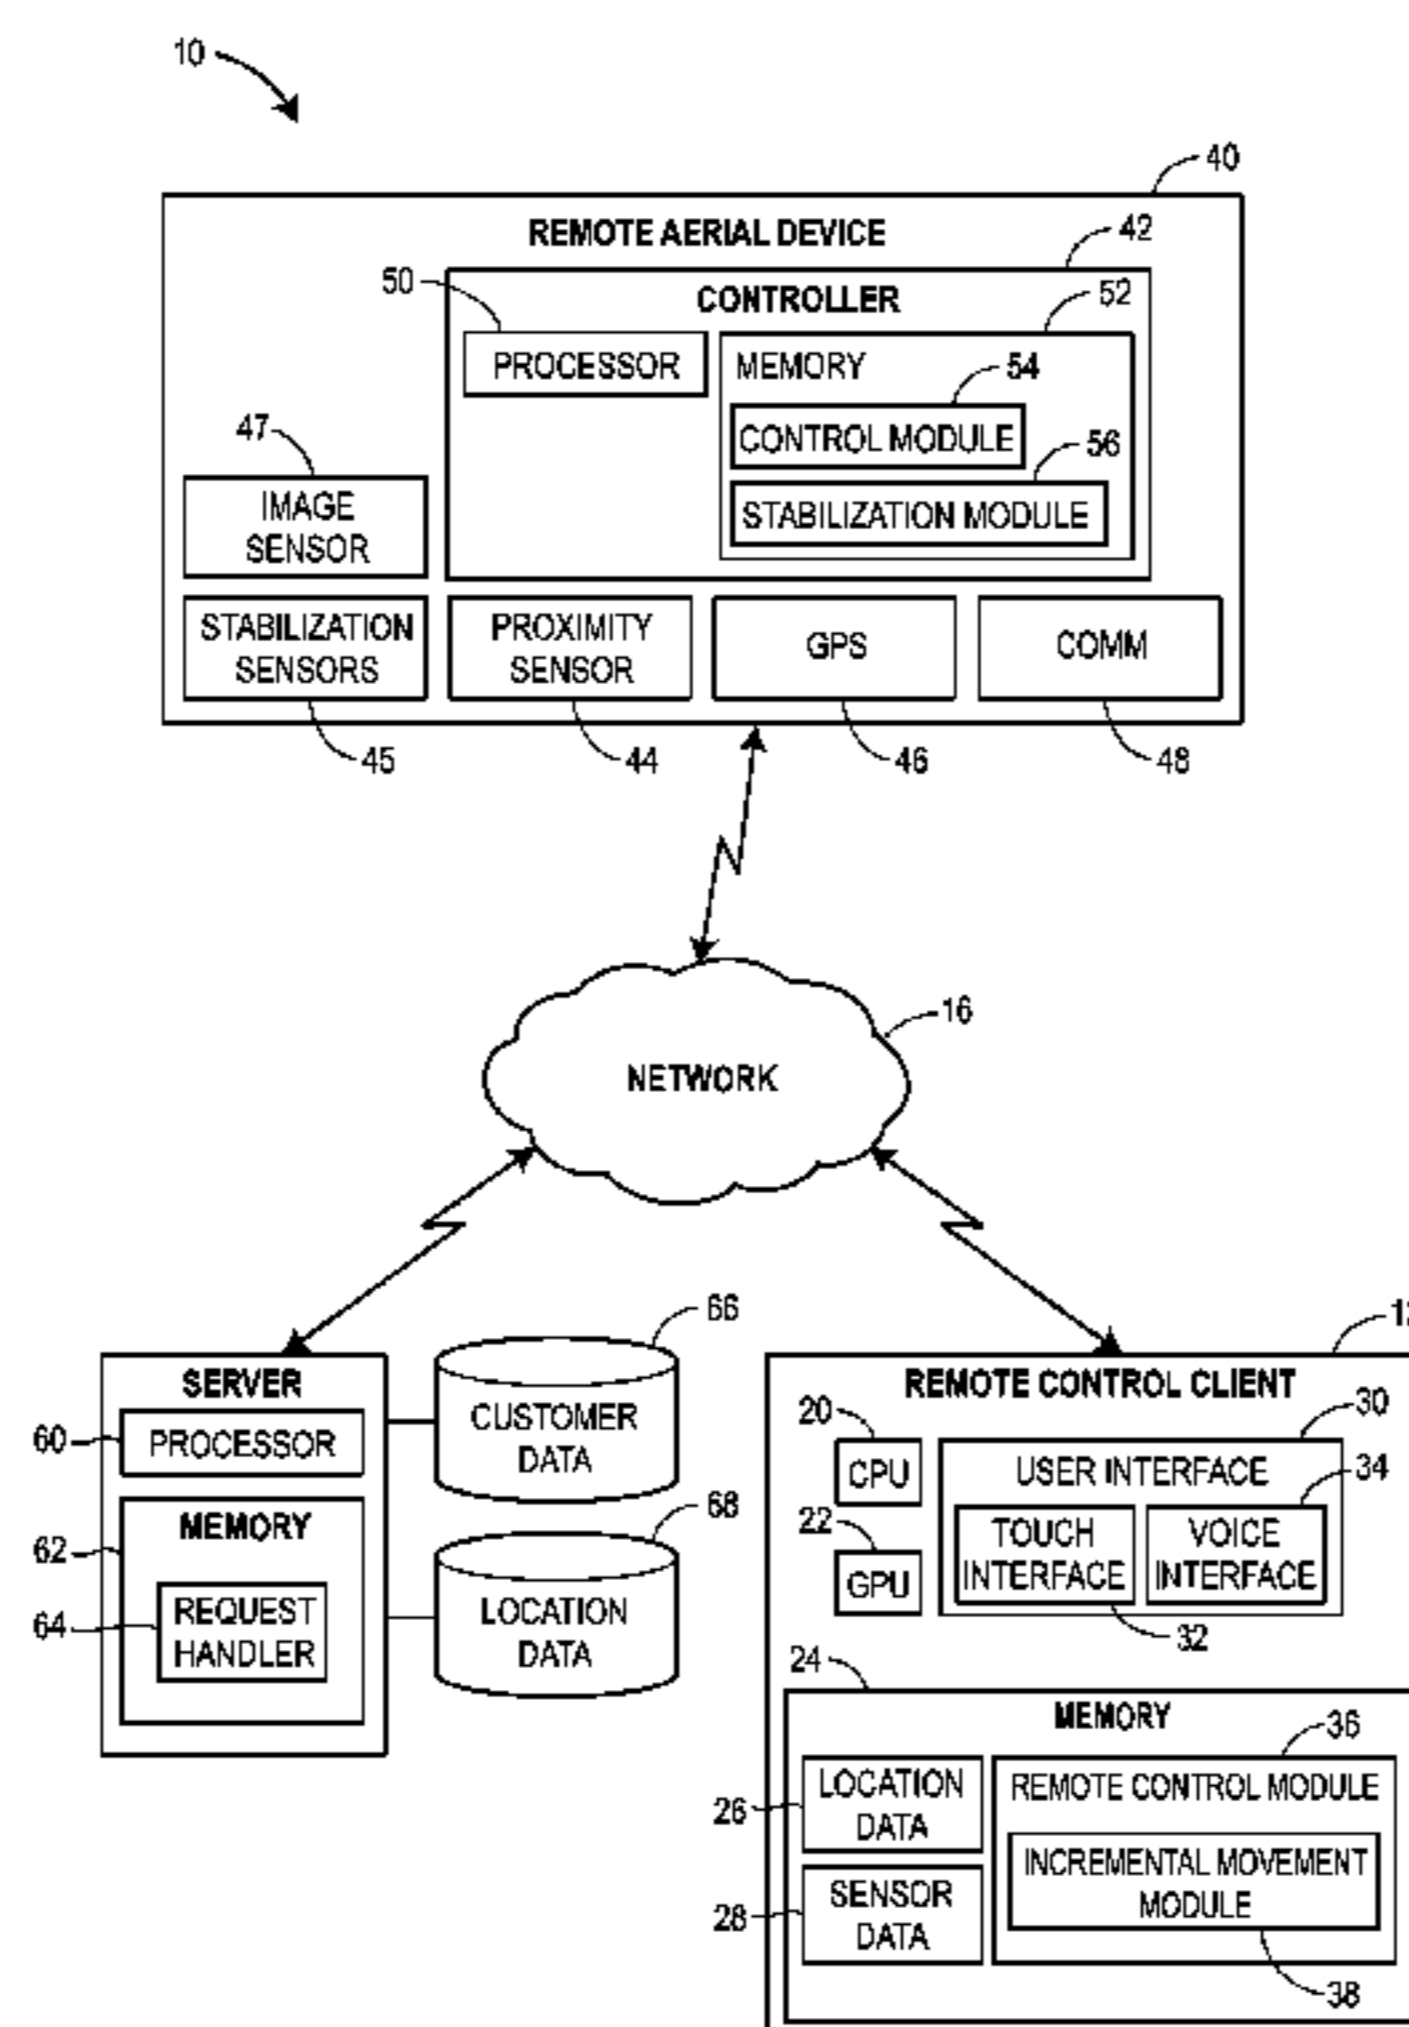 10
40
REMOTE AERIAL DEVICE
42
50
CONTROLLER
52
PROCESSOR
MEMORY
54
47
CONTROL MODULE
56
IMAGE
SENSOR
STABILIZATION MODULE
STABILIZATION
SENSORS
PROXIMITY
SENSOR
GPS
COMM
45
44
46
48
16
NETWORK
66
SERVER
60
PROCESSOR
CUSTOMER
DATA
62
MEMORY
68
64
REQUEST
HANDLER
LOCATION
DATA
REMOTE CONTROL CLIENT
20
30
CPU
USER INTERFACE
34
22
GPU
TOUCH
INTERFACE
VOICE
INTERFACE
32
24
MEMORY
36
26
LOCATION
DATA
REMOTE CONTROL MODULE
28
SENSOR
DATA
INCREMENTAL MOVEMENT
MODULE
38